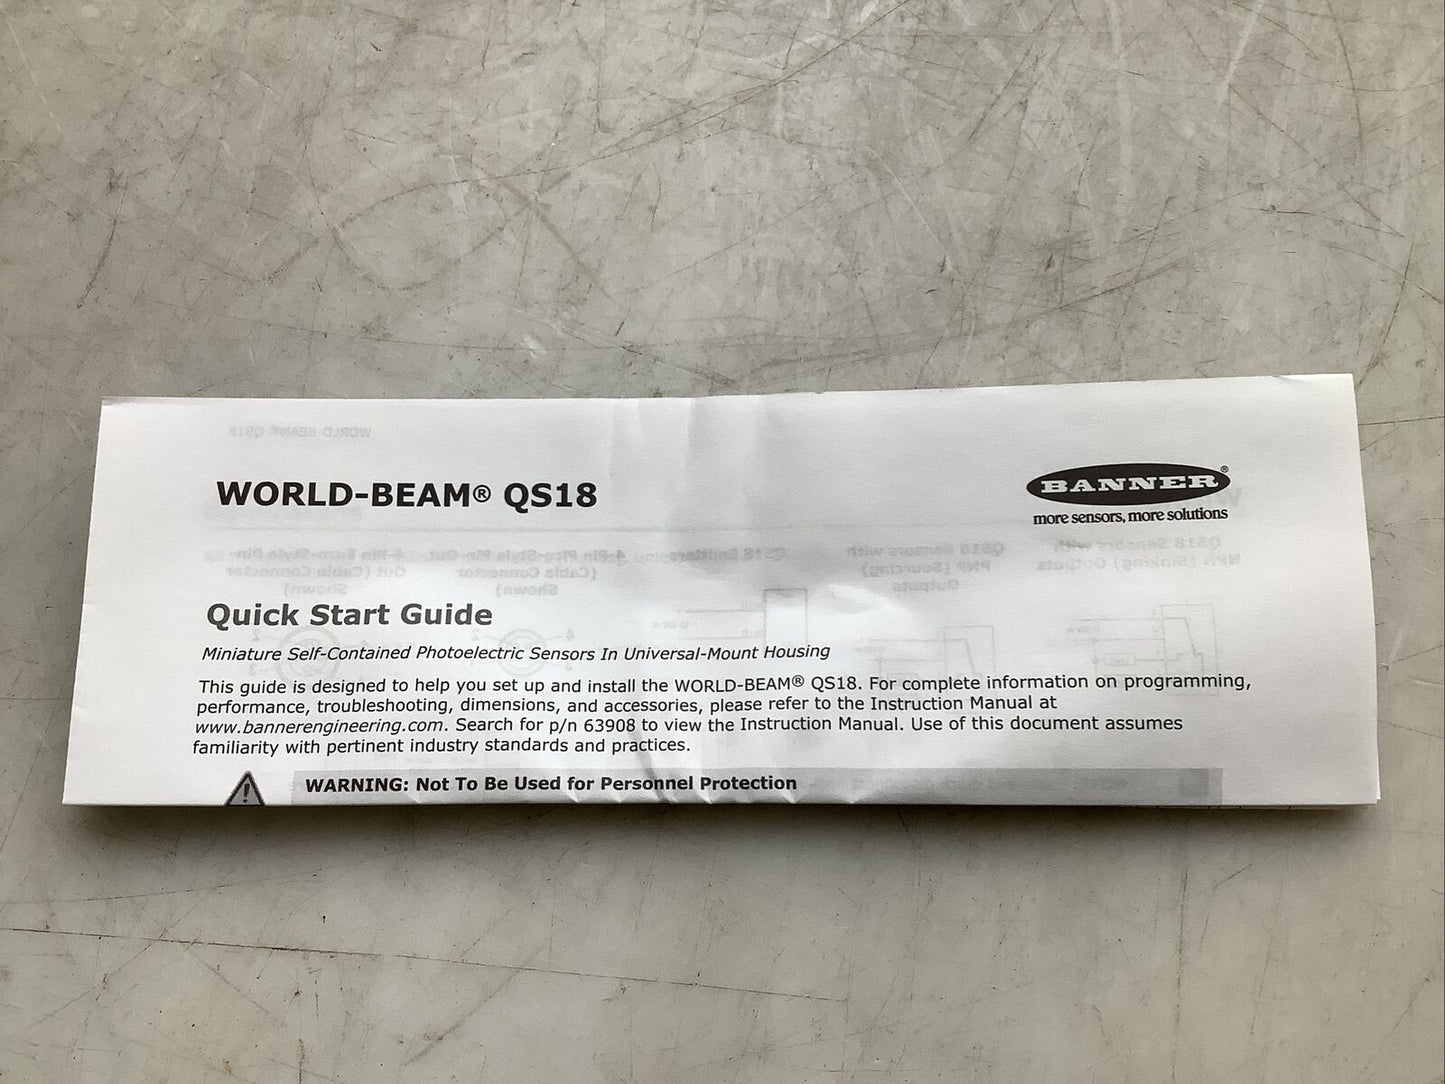 WORLD-BEAM® QS18
BANNER®
more sensors, more solutions
Quick Start Guide
Miniature Self-Contained Photoelectric Sensors In Universal-Mount Housing
This guide is designed to help you set up and install the WORLD-BEAM® QS18. For complete information on programming,
performance, troubleshooting, dimensions, and accessories, please refer to the Instruction Manual at
www.bannerengineering.com. Search for p/n 63908 to view the Instruction Manual. Use of this document assumes
familiarity with pertinent industry standards and practices.
WARNING: Not To Be Used for Personnel Protection